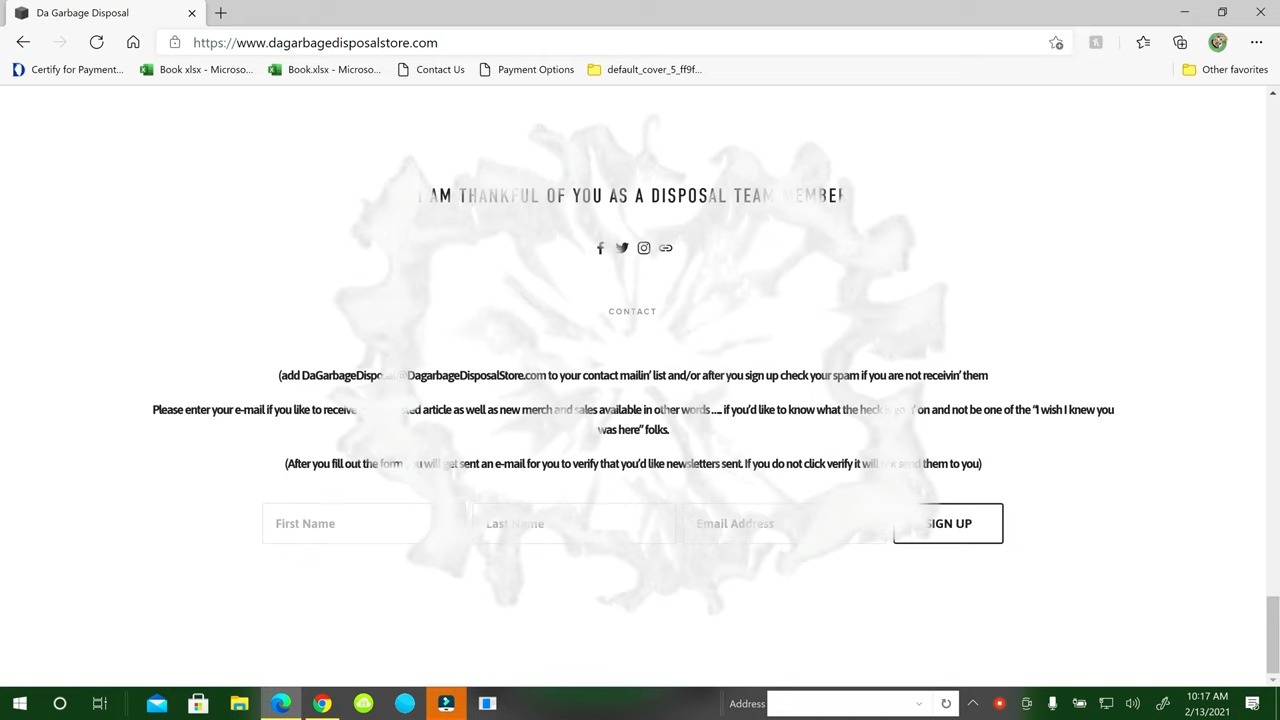 Da Garbage Disposal
https://www.dagarbagedisposalstore.com
Certify for Payment...
Book xlsx - Microso...
Book.xlsx - Microso...
Contact Us
Payment Options
default_cover_5_ff9f...
Other favorites
I AM THANKFUL OF YOU AS A DISPOSAL TEAM MEMBER
CONTACT
(add @DagarbageDisposalStore.com to your contact mailin' list and/or after you sign up check your spam if you are not receivin' them
Please enter your e-mail if you like to receive article as well as new merch and sales available in other words .... if you'd like to know what the heck on and not be one of the "I wish I knew you
was here" folks.
(After you fill out the form you will get sent an e-mail for you to verify that you'd like newsletters sent. If you do not click verify it will send them to you)
First Name
Last Name
Email Address
SIGN UP
Address
10:17 AM
2/13/2021